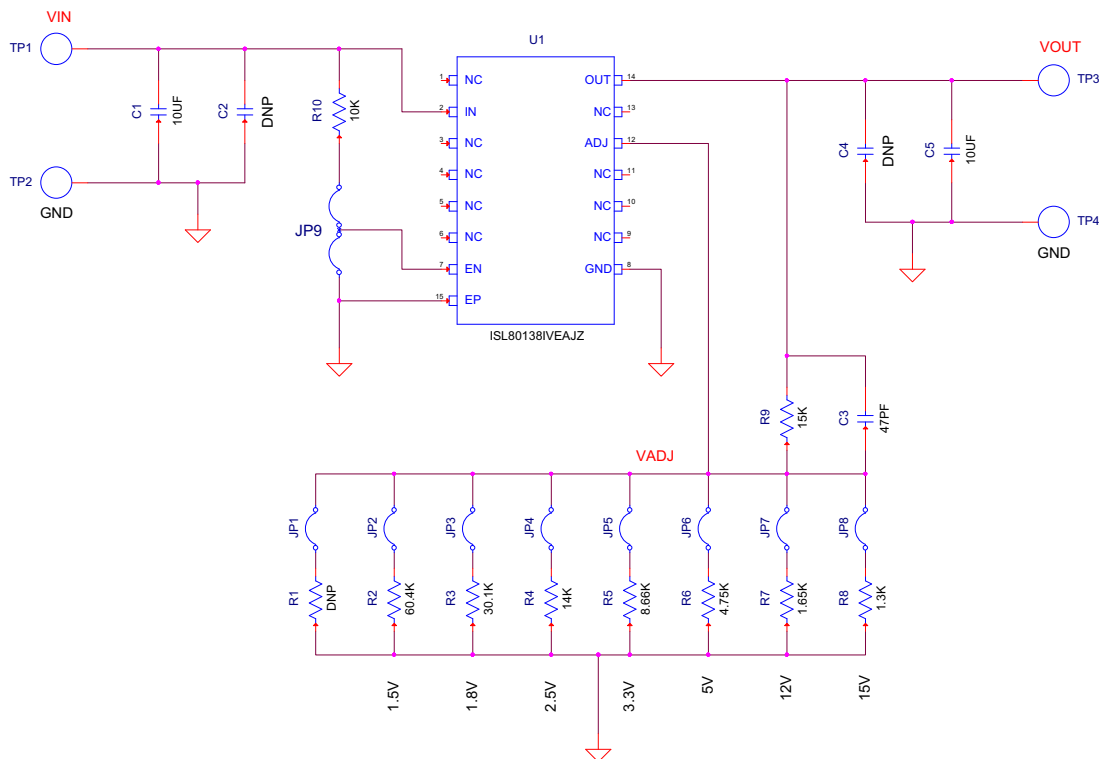 VIN
TP1
TP2
GND
C1
10UF
C2
DNP
R10
10K
JP9
U1
1 NC
2 IN
3 NC
4 NC
5 NC
6 NC
7 EN
15 EP
OUT 14
NC 13
ADJ 12
NC 11
NC 10
NC 9
GND 8
ISL80138IVEAJZ
VOUT
TP3
TP4
GND
C4
DNP
C5
10UF
R9
15K
C3
47PF
VADJ
JP1
JP2
JP3
JP4
JP5
JP6
JP7
JP8
R1
DNP
R2
60.4K
R3
30.1K
R4
14K
R5
8.66K
R6
4.75K
R7
1.65K
R8
1.3K
1.5V
1.8V
2.5V
3.3V
5V
12V
15V